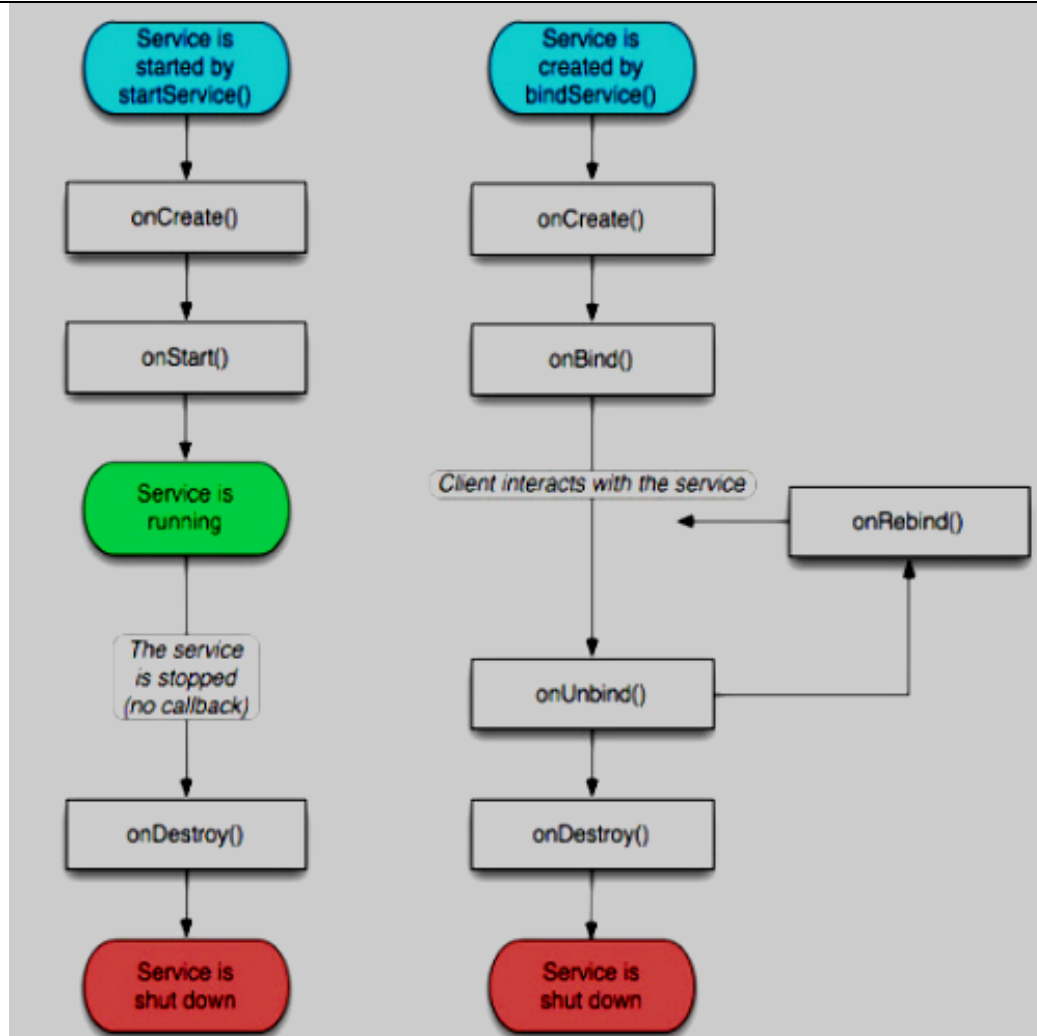 Service is
started by
startService()
onCreate()
onStart()
Service is
running
The service
is stopped
(no callback)
onDestroy()
Service is
shut down
Service is
created by
bindService()
onCreate()
onBind()
Client interacts with the service
onRebind()
onUnbind()
onDestroy()
Service is
shut down